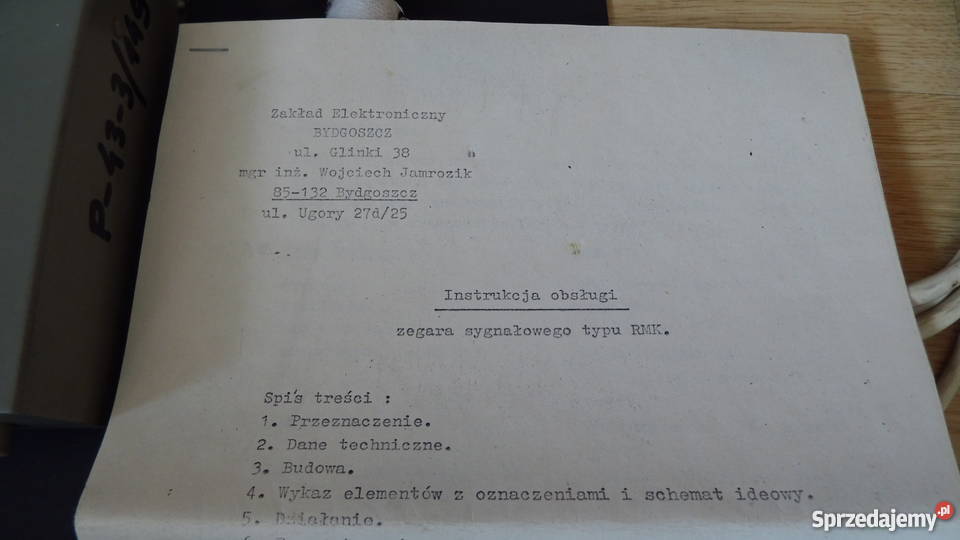 P-43-3/149
Zakład Elektroniczny
BYDGOSZCZ
ul. Glinki 38
mgr inż. Wojciech Jamrozik
85-132 Bydgoszcz
ul. Ugory 27d/25
Instrukcja obsługi
zegara sygnałowego typu RMK.
Spis treści :
1. Przeznaczenie.
2. Dane techniczne.
3. Budowa.
4. Wykaz elementów z oznaczeniami i schemat ideowy.
5. Działanie.
Sprzedajemy.pl